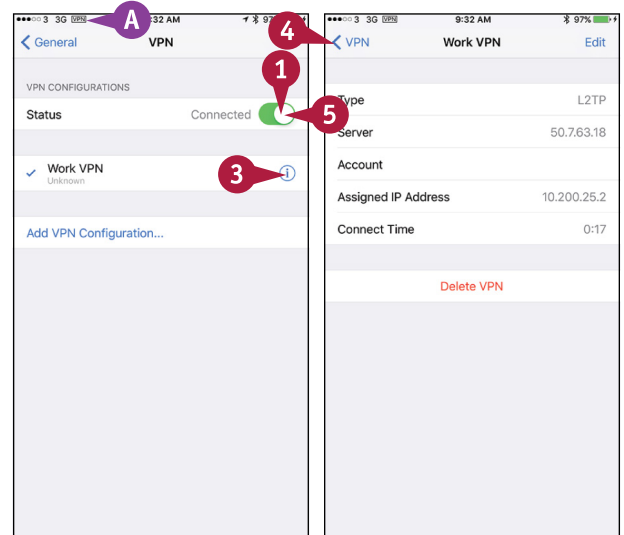 3 3G VPN
A
:32 AM
97
General
VPN
1
VPN CONFIGURATIONS
Status
Connected
Work VPN
Unknown
3
Add VPN Configuration...
3 3G VPN
9:32 AM
97%
4
VPN
Work VPN
Edit
Type
L2TP
5
Server
50.7.63.18
Account
Assigned IP Address
10.200.25.2
Connect Time
0:17
Delete VPN